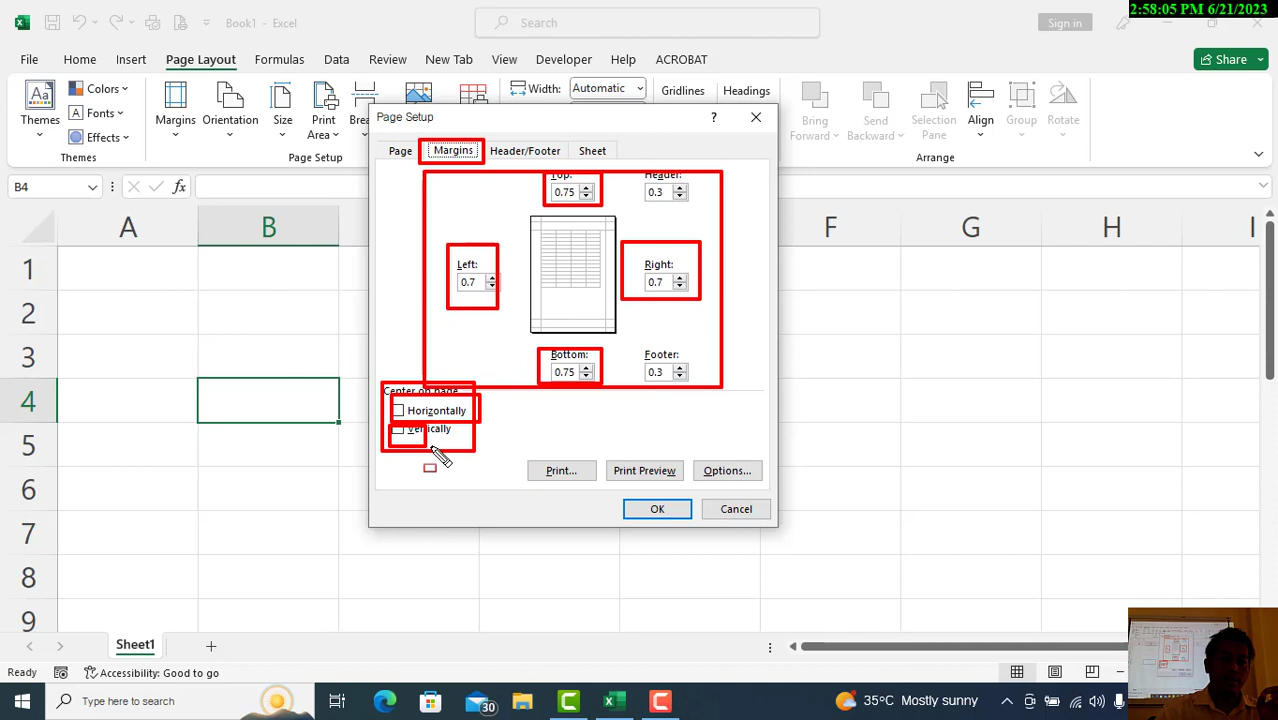 2:58:05 PM 6/21/2023
Book1 - Excel
Search
Sign in
File Home Insert Page Layout Formulas Data Review New Tab View Developer Help ACROBAT
Share
Themes
Colors
Fonts
Effects
Themes
Margins Orientation Size Print Area
Page Setup
Width: Automatic
Gridlines Headings
Bring Forward Send Backward Selection Pane Align Group Rotate
Arrange
B4
fx
Page Setup
?
Page Margins Header/Footer Sheet
Top: Header:
0.75 0.3
Left: Right:
0.7 0.7
Bottom: Footer:
0.75 0.3
Center on page
Horizontally
Vertically
Print... Print Preview Options...
OK Cancel
A B F G H I
1
2
3
4
5
6
7
8
9
Sheet1
Ready Accessibility: Good to go
Type here to search
30
35°C Mostly sunny